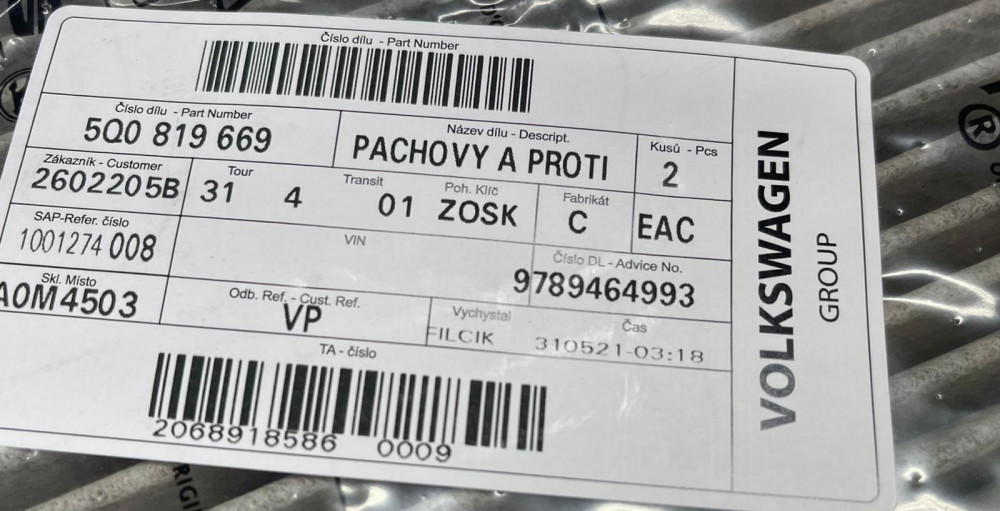 Číslo dílu - Part Number
Číslo dílu - Part Number
5Q0 819 669
Název dílu - Descript.
PACHOVY A PROTI
Kusů - Pcs
2
Zákazník - Customer
2602205B
Tour
31 4
Transit
01
Poh. Klíč
ZOSK
Fabrikát
C
EAC
SAP-Refer. číslo
1001274 008
VIN
Číslo DL - Advice No.
9789464993
Skl. Místo
A0M4503
Odb. Ref. - Cust. Ref.
VP
Vychystal
FILCIK
Čas
310521-03:18
TA - číslo
2068918586 0009
VOLKSWAGEN
GROUP
®